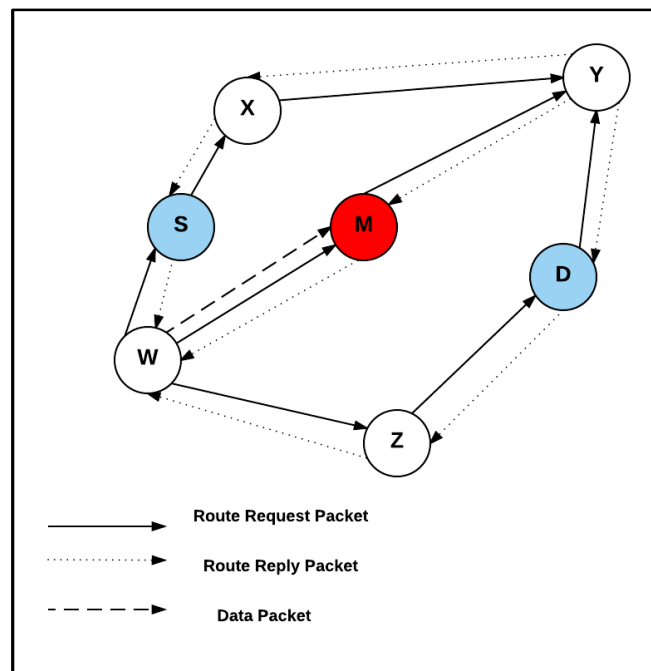 Y
X
S
M
D
W
Z
Route Request Packet
Route Reply Packet
Data Packet